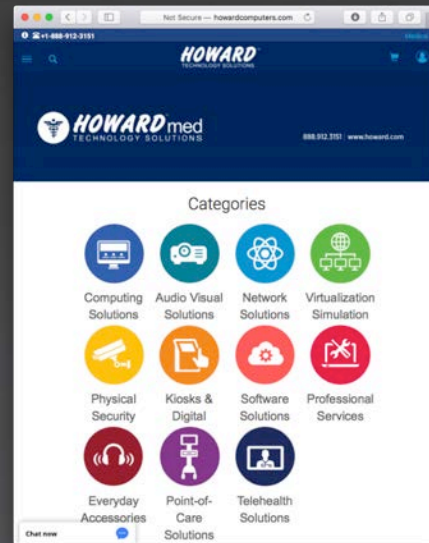 Not Secure — howardcomputers.com
+1-888-912-3151
Medical
HOWARD
TECHNOLOGY SOLUTIONS
HOWARD med
TECHNOLOGY SOLUTIONS
888.912.3151 | www.howard.com
Categories
Computing Solutions
Audio Visual Solutions
Network Solutions
Virtualization Simulation
Physical Security
Kiosks & Digital
Software Solutions
Professional Services
Everyday Accessories
Point-of-Care Solutions
Telehealth Solutions
Chat now